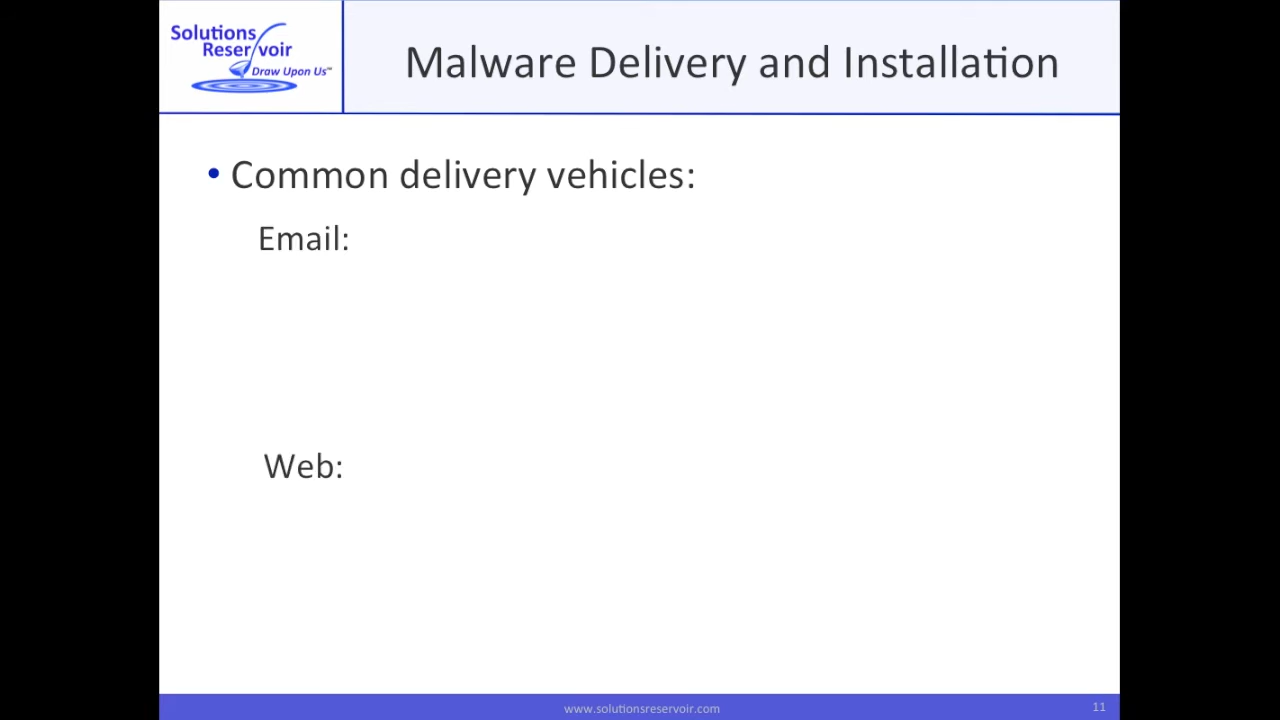 Solutions
Reservoir
Draw Upon Us™
Malware Delivery and Installation
• Common delivery vehicles:
Email:
Web:
www.solutionsreservoir.com
11